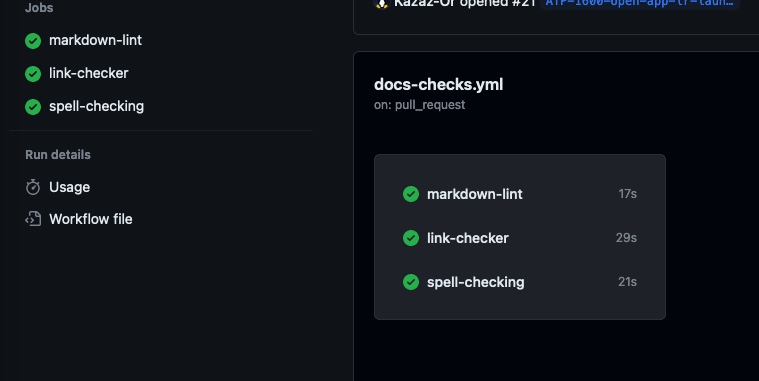 Jobs
markdown-lint
link-checker
spell-checking
Run details
Usage
Workflow file
Kazaz-Or opened #21
docs-checks.yml
on: pull_request
markdown-lint 17s
link-checker 29s
spell-checking 21s